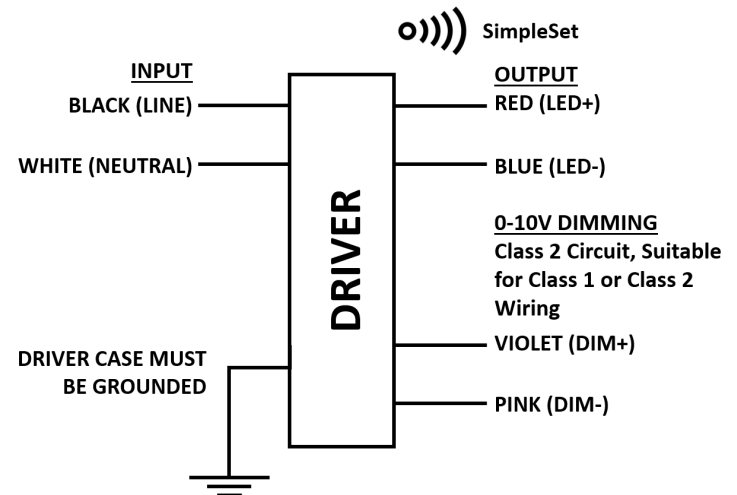 SimpleSet
INPUT
BLACK (LINE)
WHITE (NEUTRAL)
DRIVER CASE MUST
BE GROUNDED
DRIVER
OUTPUT
RED (LED+)
BLUE (LED-)
0-10V DIMMING
Class 2 Circuit, Suitable
for Class 1 or Class 2
Wiring
VIOLET (DIM+)
PINK (DIM-)